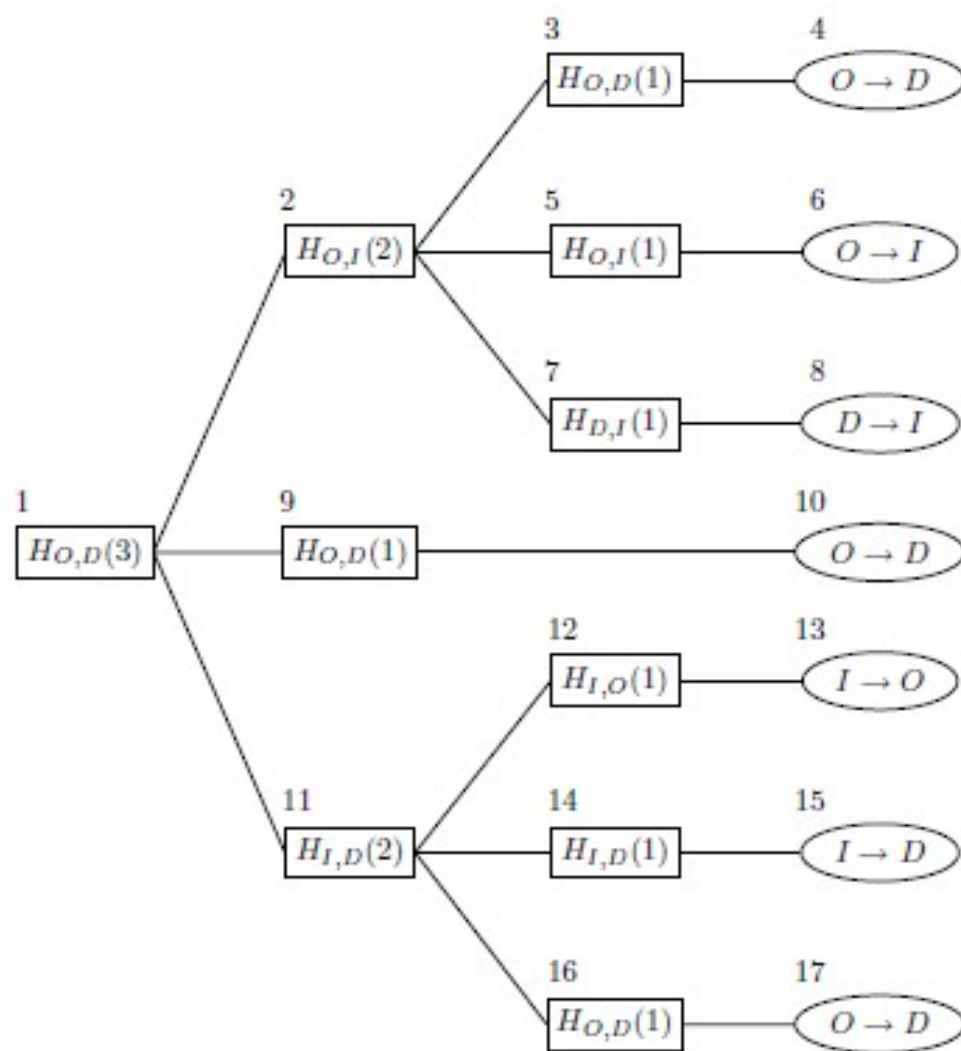 3 4
H_{O,D}(1) O → D
2 5 6
H_{O,I}(2) H_{O,I}(1) O → I
7 8
H_{D,I}(1) D → I
1 9 10
H_{O,D}(3) H_{O,D}(1) O → D
12 13
H_{I,O}(1) I → O
11 14 15
H_{I,D}(2) H_{I,D}(1) I → D
16 17
H_{O,D}(1) O → D